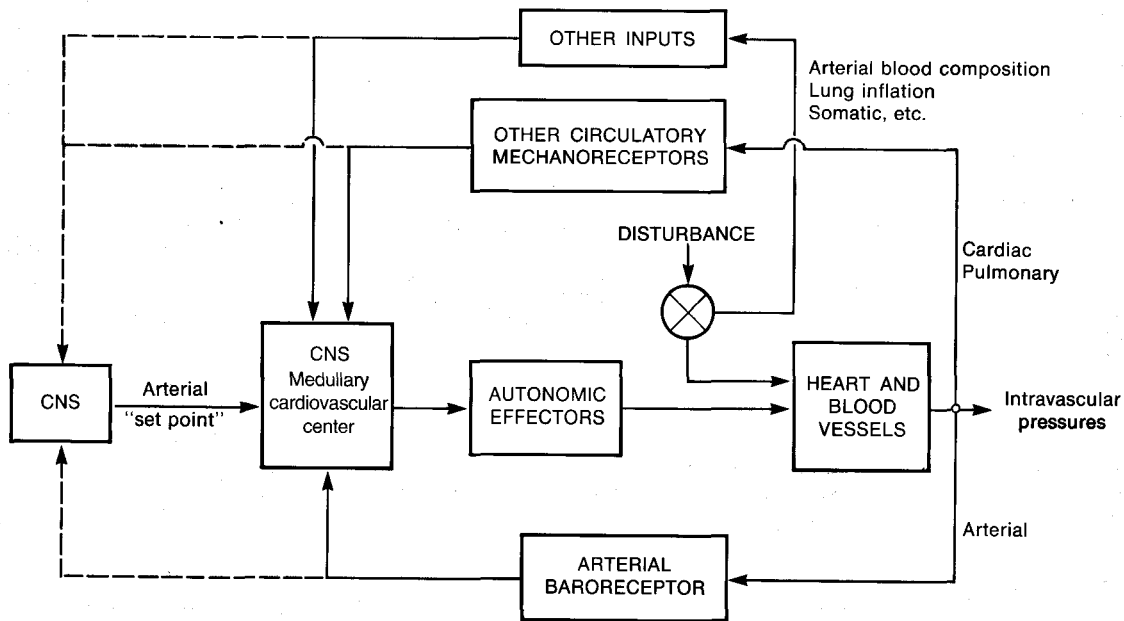 OTHER INPUTS
Arterial blood composition
Lung inflation
Somatic, etc.
OTHER CIRCULATORY
MECHANORECEPTORS
DISTURBANCE
Cardiac
Pulmonary
CNS
Arterial
"set point"
CNS
Medullary
cardiovascular
center
AUTONOMIC
EFFECTORS
HEART AND
BLOOD
VESSELS
Intravascular
pressures
Arterial
ARTERIAL
BARORECEPTOR